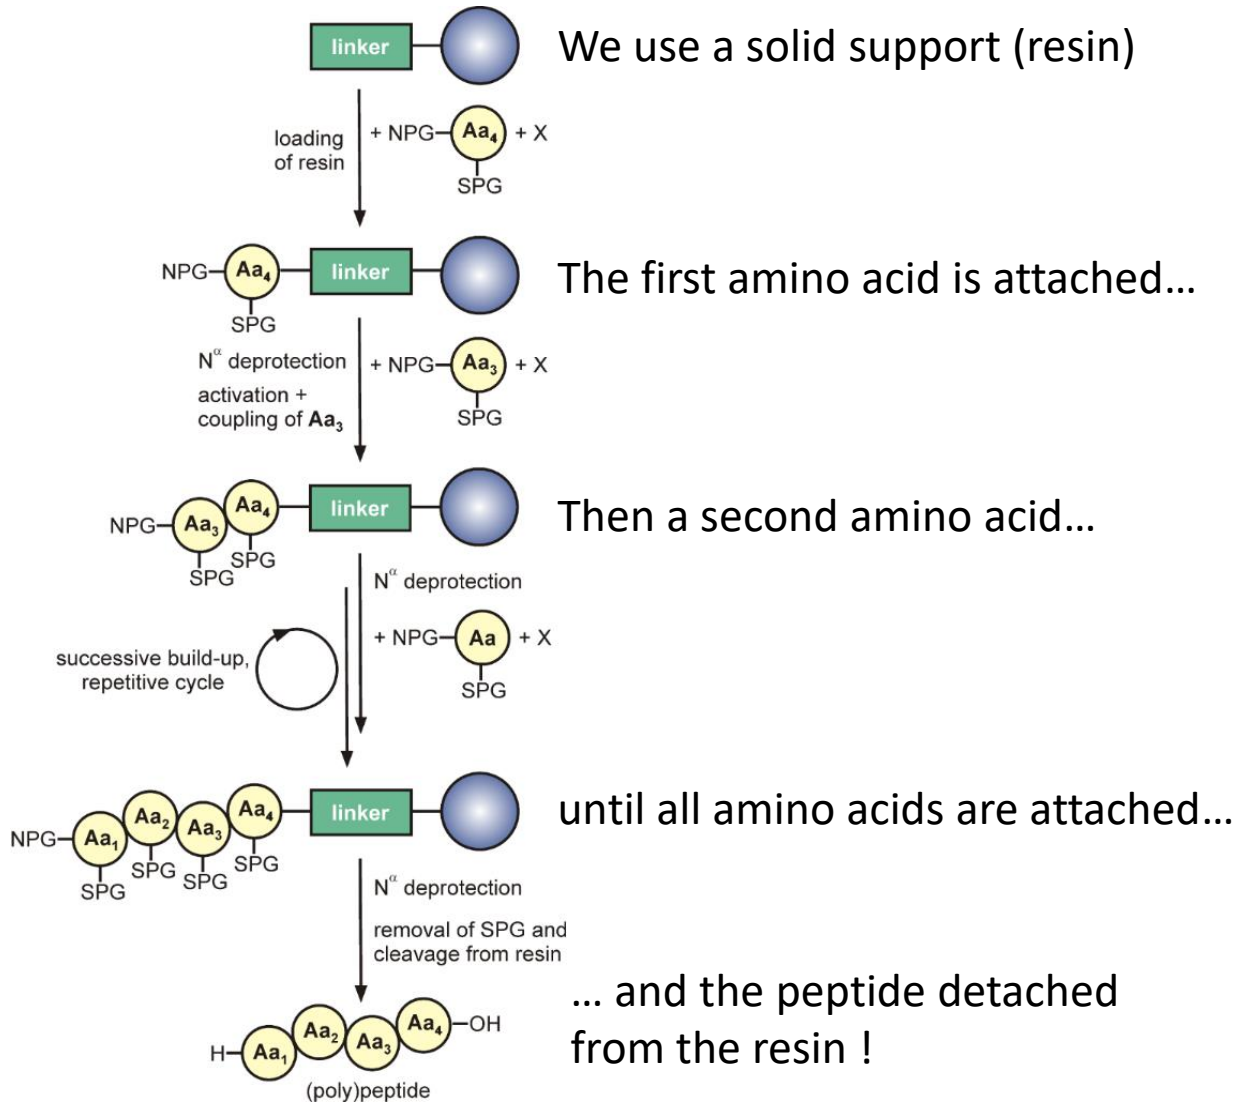 linker
We use a solid support (resin)
loading
of resin
+ NPG–Aa₄ + X
SPG
NPG–Aa₄
linker
SPG
The first amino acid is attached…
Nᵅ deprotection
activation +
coupling of Aa₃
+ NPG–Aa₃ + X
SPG
NPG–Aa₃
Aa₄
linker
SPG
SPG
Then a second amino acid…
Nᵅ deprotection
+ NPG–Aa + X
SPG
successive build-up,
repetitive cycle
NPG–Aa₁
Aa₂
Aa₃
Aa₄
linker
SPG
SPG
SPG
SPG
until all amino acids are attached…
Nᵅ deprotection
removal of SPG and
cleavage from resin
H–Aa₁
Aa₂
Aa₃
Aa₄–OH
(poly)peptide
… and the peptide detached
from the resin !